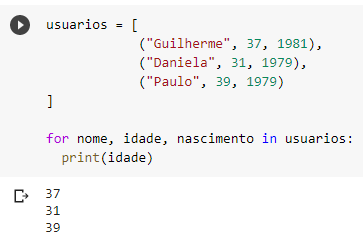 usuarios = [
("Guilherme", 37, 1981),
("Daniela", 31, 1979),
("Paulo", 39, 1979)
]
for nome, idade, nascimento in usuarios:
print(idade)
37
31
39